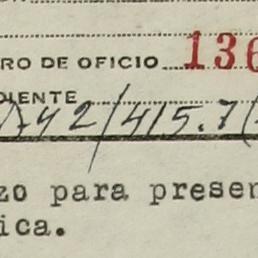 RO DE OFICIO 136
DIENTE
742/415.7/
zo para presen
ica.